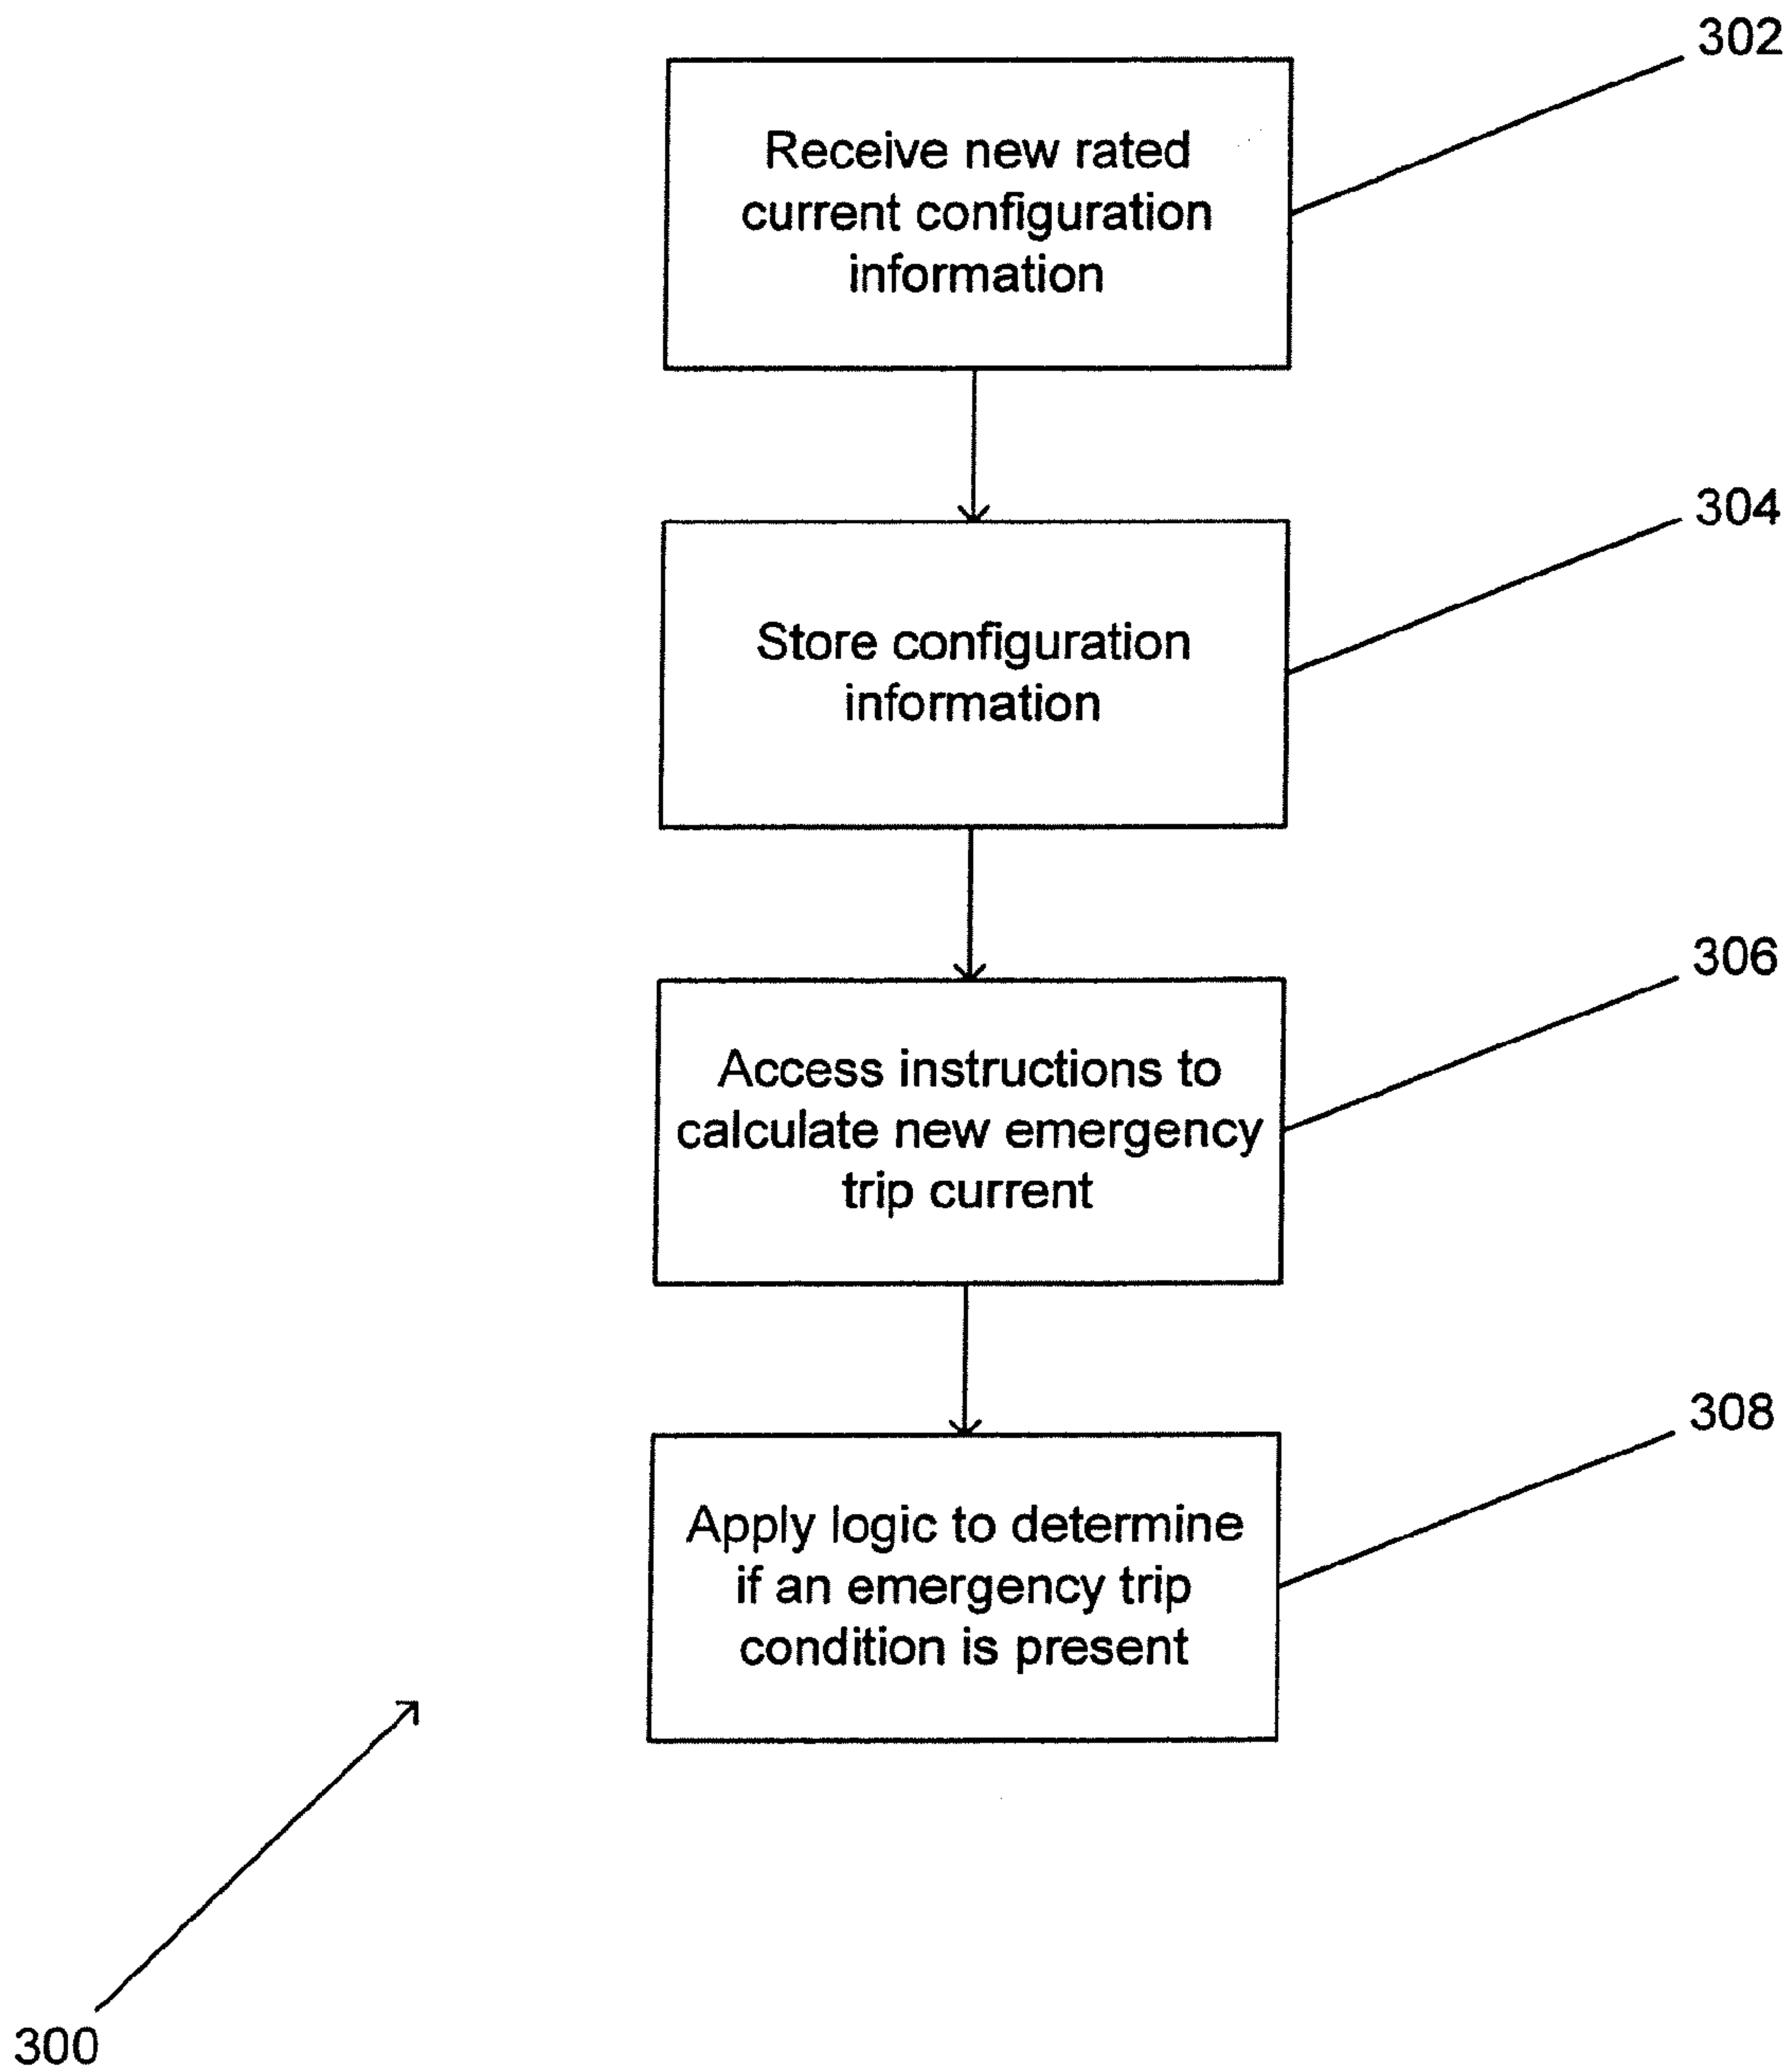 302
Receive new rated
current configuration
information
304
Store configuration
information
306
Access instructions to
calculate new emergency
trip current
308
Apply logic to determine
if an emergency trip
condition is present
300